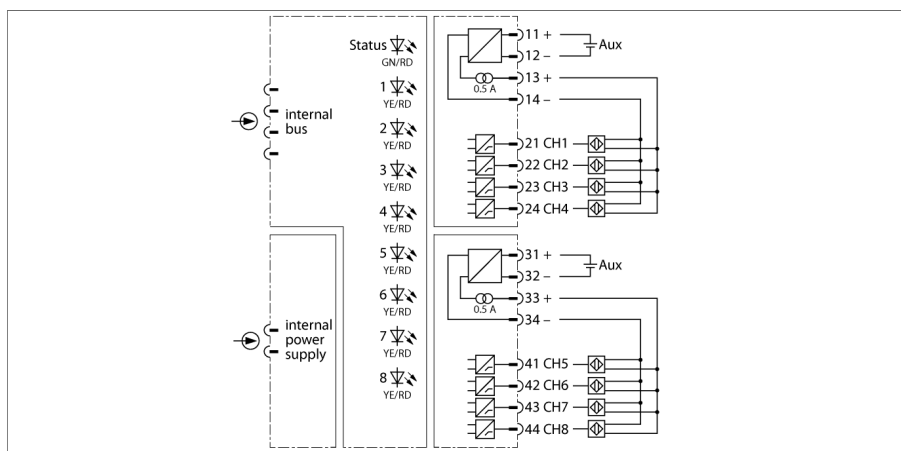 Status
GN/RD
1
YE/RD
2
YE/RD
3
YE/RD
4
YE/RD
5
YE/RD
6
YE/RD
7
YE/RD
8
YE/RD
internal
bus
internal
power
supply
11 +
12 –
Aux
13 +
0.5 A
14 –
21 CH1
22 CH2
23 CH3
24 CH4
31 +
32 –
Aux
33 +
0.5 A
34 –
41 CH5
42 CH6
43 CH7
44 CH8